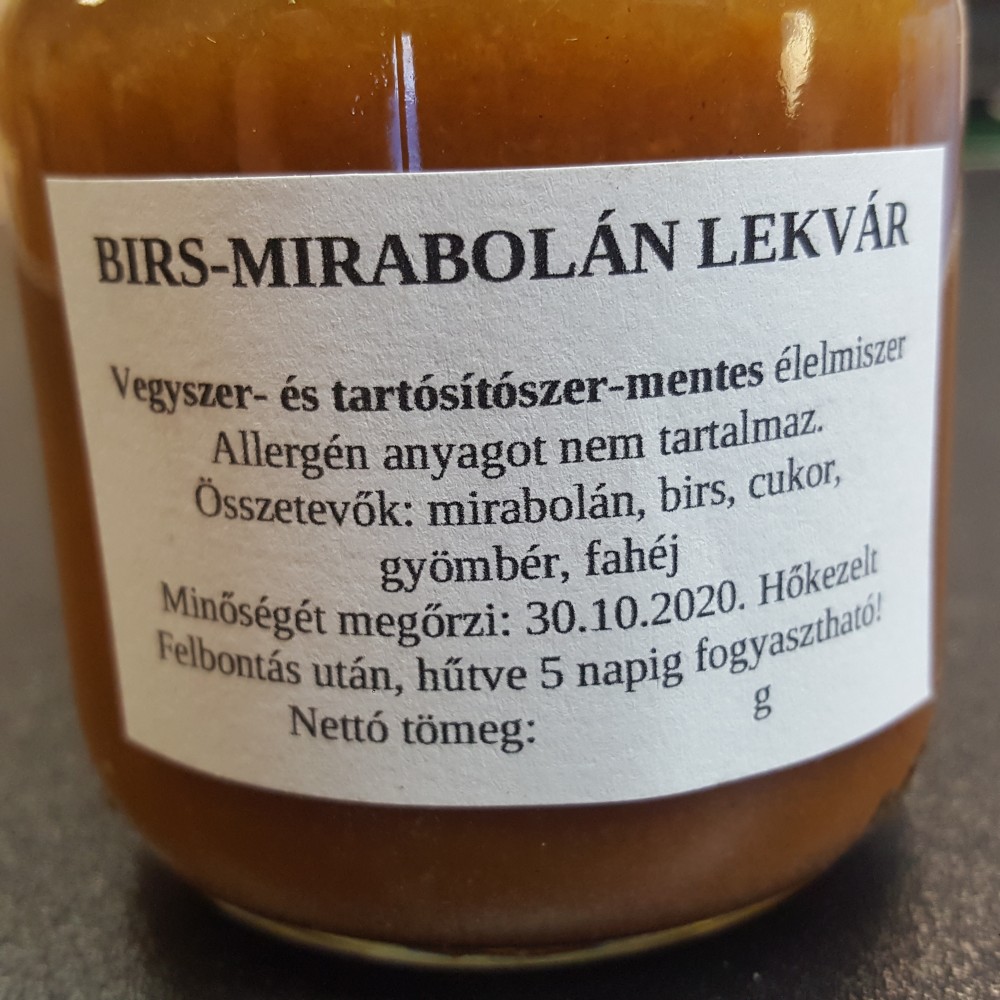 BIRS-MIRABOLÁN LEKVÁR
Vegyszer- és tartósítószer-mentes élelmiszer
Allergén anyagot nem tartalmaz.
Összetevők: mirabolán, birs, cukor,
gyömbér, fahéj
Minőségét megőrzi: 30.10.2020. Hőkezelt
Felbontás után, hűtve 5 napig fogyasztható!
Nettó tömeg: g